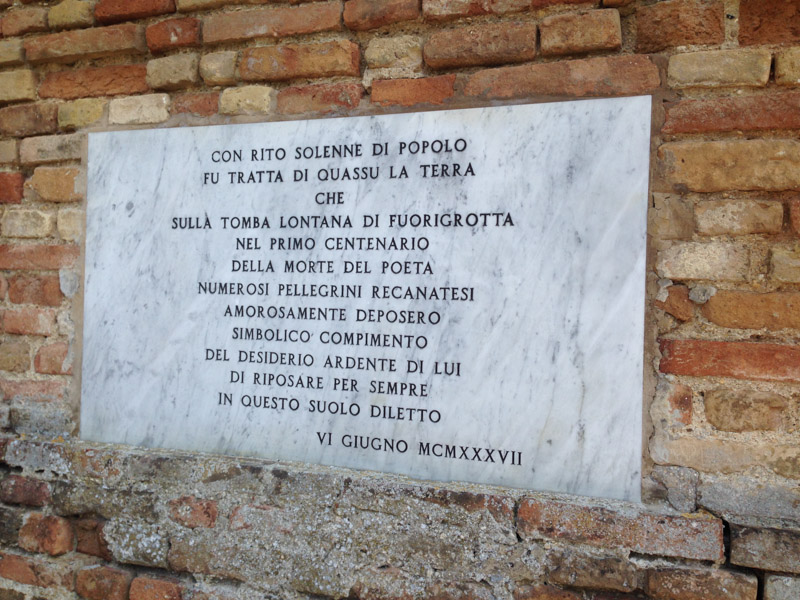 CON RITO SOLENNE DI POPOLO
FU TRATTA DI QUASSU LA TERRA
CHE
SULLA TOMBA LONTANA DI FUORIGROTTA
NEL PRIMO CENTENARIO
DELLA MORTE DEL POETA
NUMEROSI PELLEGRINI RECANATESI
AMOROSAMENTE DEPOSERO
SIMBOLICO COMPIMENTO
DEL DESIDERIO ARDENTE DI LUI
DI RIPOSARE PER SEMPRE
IN QUESTO SUOLO DILETTO
VI GIUGNO MCMXXXVII